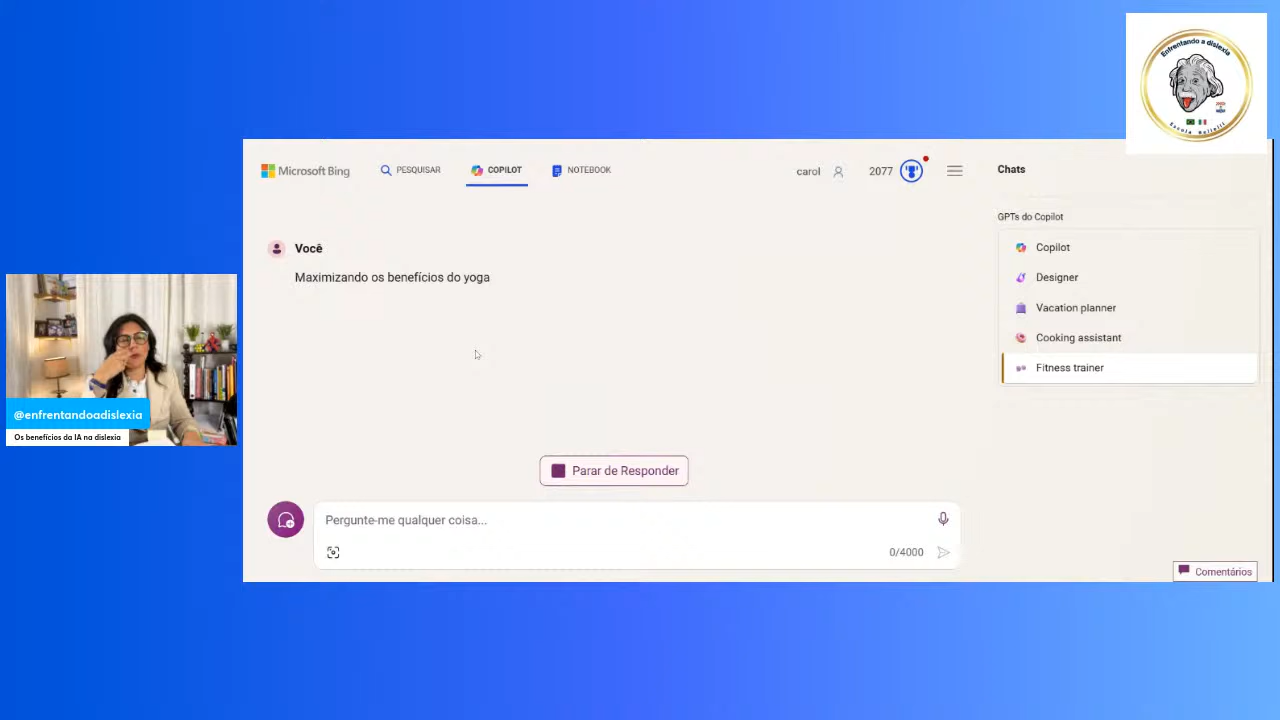 Enfrentando a dislexia
Microsoft Bing
PESQUISAR
COPILOT
NOTEBOOK
carol
2077
Chats
GPTs do Copilot
Copilot
Designer
Vacation planner
Cooking assistant
Fitness trainer
Você
Maximizando os benefícios do yoga
@enfrentandoadislexia
Os benefícios da IA na dislexia
Parar de Responder
Pergunte-me qualquer coisa...
0/4000
Comentários